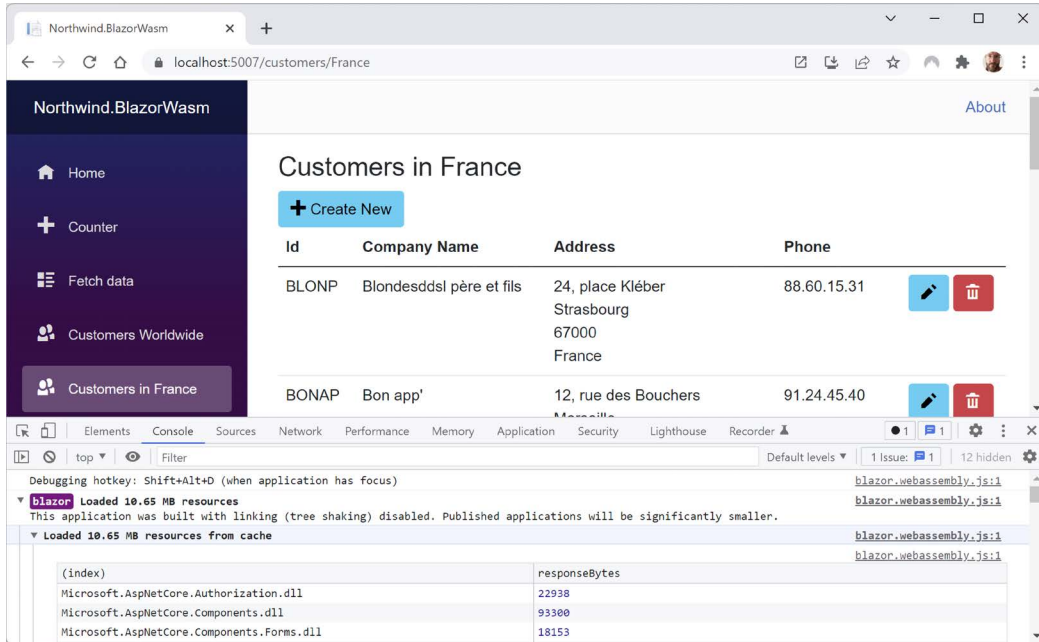 Northwind.BlazorWasm
localhost:5007/customers/France
Northwind.BlazorWasm
About
Home
Counter
Fetch data
Customers Worldwide
Customers in France
Customers in France
Create New
Id Company Name Address Phone
BLONP Blondesddsl père et fils 24, place Kléber 88.60.15.31
Strasbourg
67000
France
BONAP Bon app' 12, rue des Bouchers 91.24.45.40
Marseille
Elements Console Sources Network Performance Memory Application Security Lighthouse Recorder 1 1
top Filter Default levels 1 Issue: 1 12 hidden
Debugging hotkey: Shift+Alt+D (when application has focus) blazor.webassembly.js:1
blazor Loaded 10.65 MB resources blazor.webassembly.js:1
This application was built with linking (tree shaking) disabled. Published applications will be significantly smaller.
Loaded 10.65 MB resources from cache blazor.webassembly.js:1
blazor.webassembly.js:1
(index) responseBytes
Microsoft.AspNetCore.Authorization.dll 22938
Microsoft.AspNetCore.Components.dll 93300
Microsoft.AspNetCore.Components.Forms.dll 18153